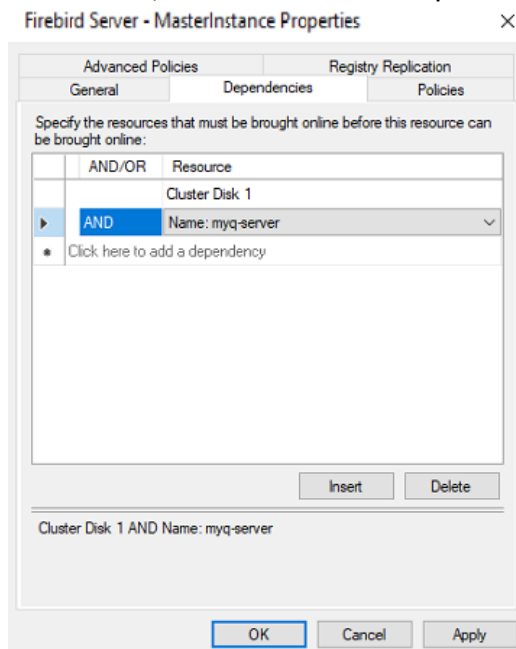 Firebird Server - MasterInstance Properties
Advanced Policies Registry Replication
General Dependencies Policies
Specify the resources that must be brought online before this resource can
be brought online:
AND/OR Resource
Cluster Disk 1
AND Name: myq-server
Click here to add a dependency
Insert Delete
Cluster Disk 1 AND Name: myq-server
OK Cancel Apply